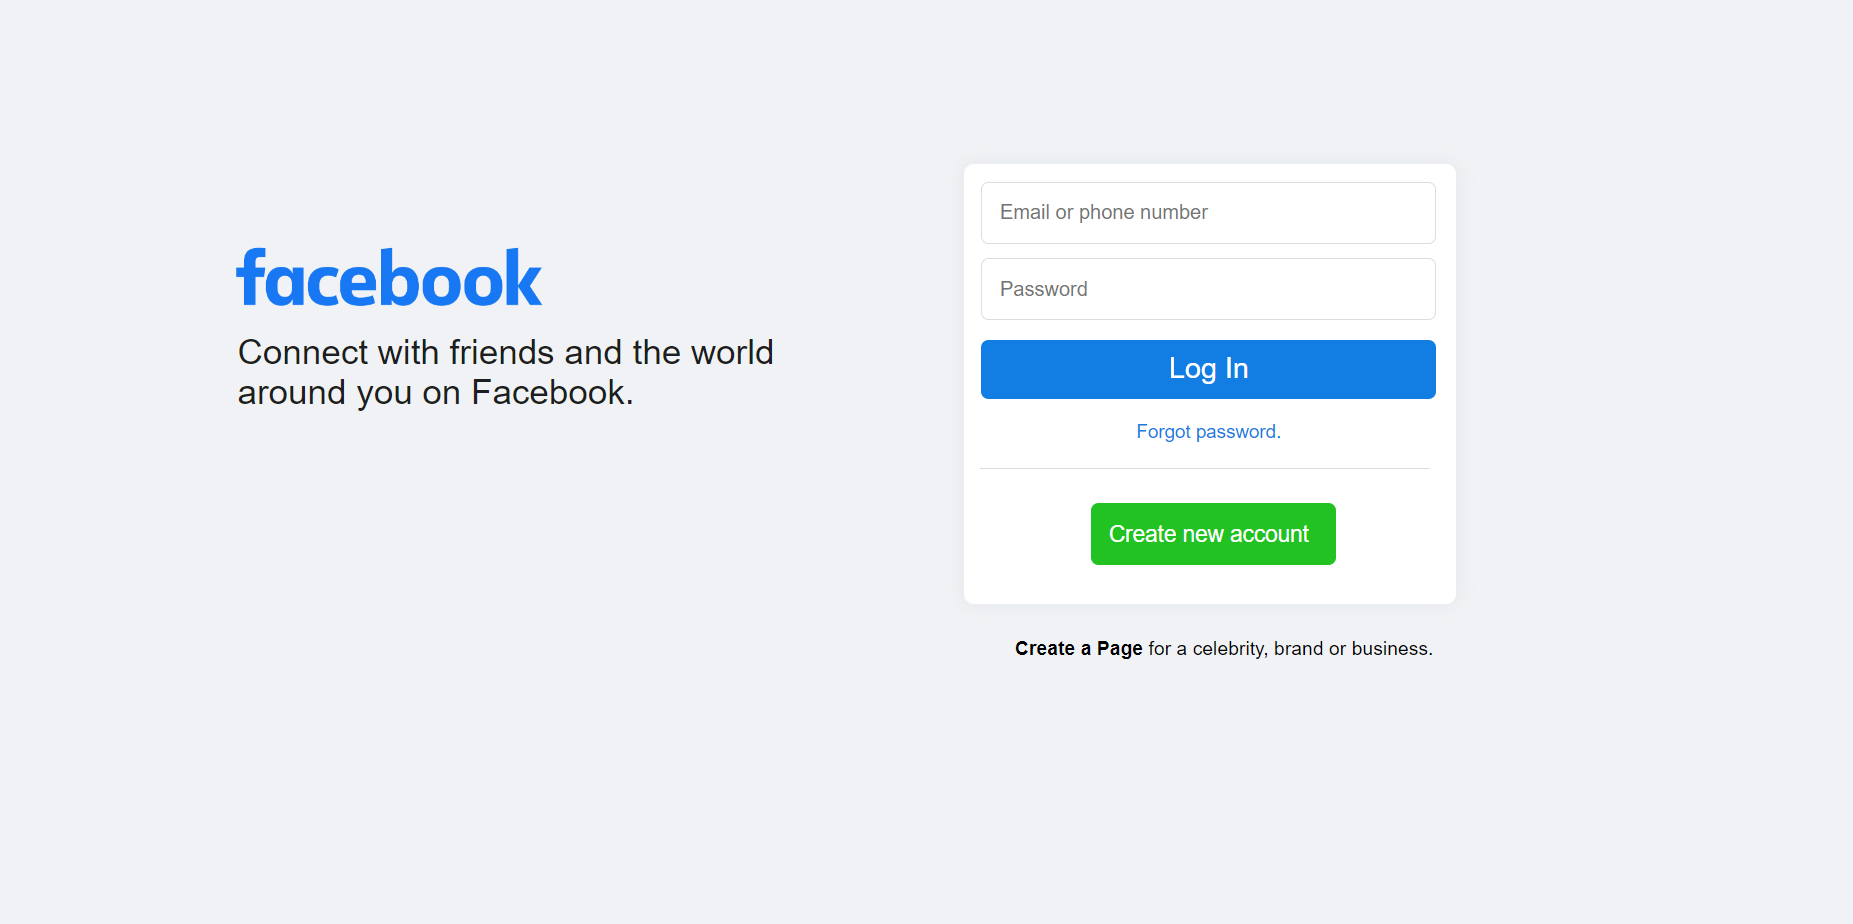 facebook
Connect with friends and the world
around you on Facebook.
Email or phone number
Password
Log In
Forgot password.
Create new account
Create a Page for a celebrity, brand or business.